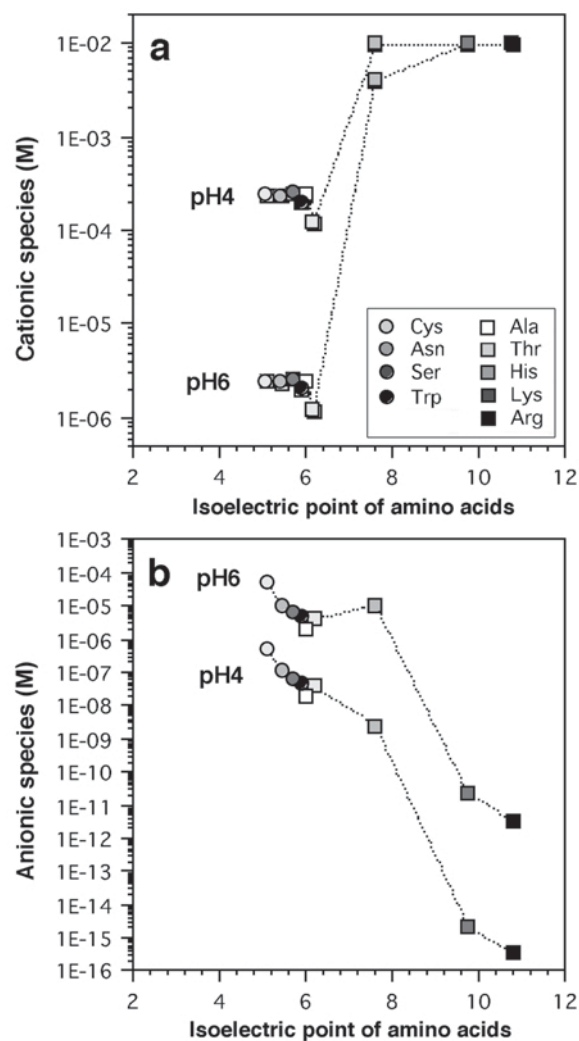 a
1E-02
1E-03
1E-04
1E-05
1E-06
Cationic species (M)
pH4
pH6
Cys
Asn
Ser
Trp
Ala
Thr
His
Lys
Arg
2 4 6 8 10 12
Isoelectric point of amino acids
b
1E-03
1E-04
1E-05
1E-06
1E-07
1E-08
1E-09
1E-10
1E-11
1E-12
1E-13
1E-14
1E-15
1E-16
Anionic species (M)
pH6
pH4
2 4 6 8 10 12
Isoelectric point of amino acids